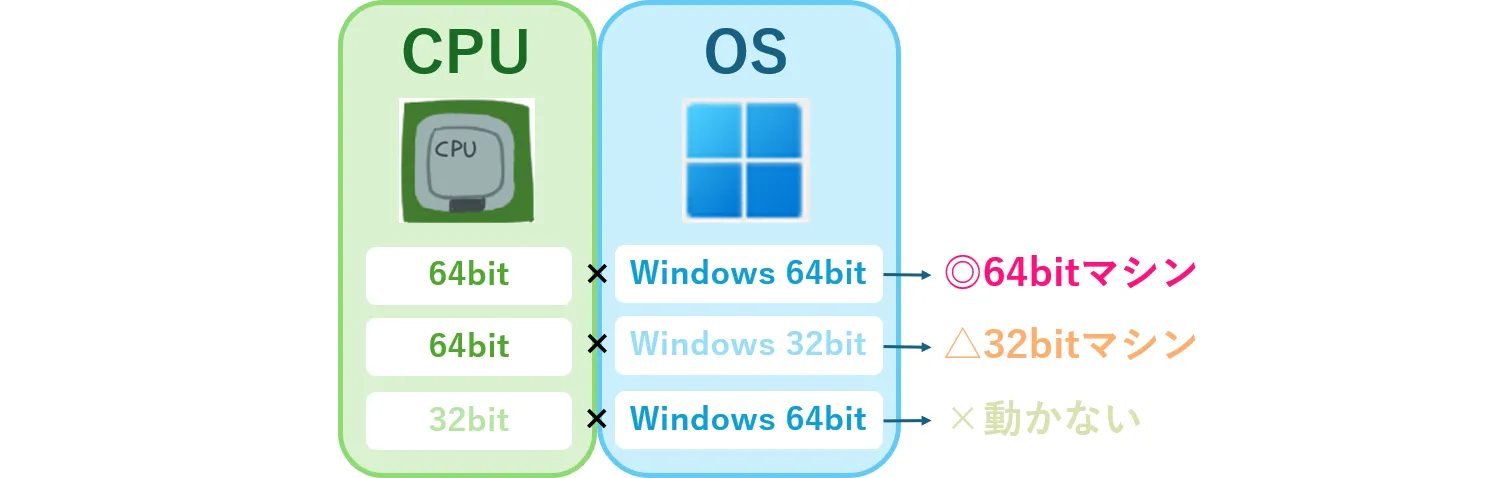 CPU OS
CPU
64bit × Windows 64bit → ◎64bitマシン
64bit × Windows 32bit → △32bitマシン
32bit × Windows 64bit → ×動かない